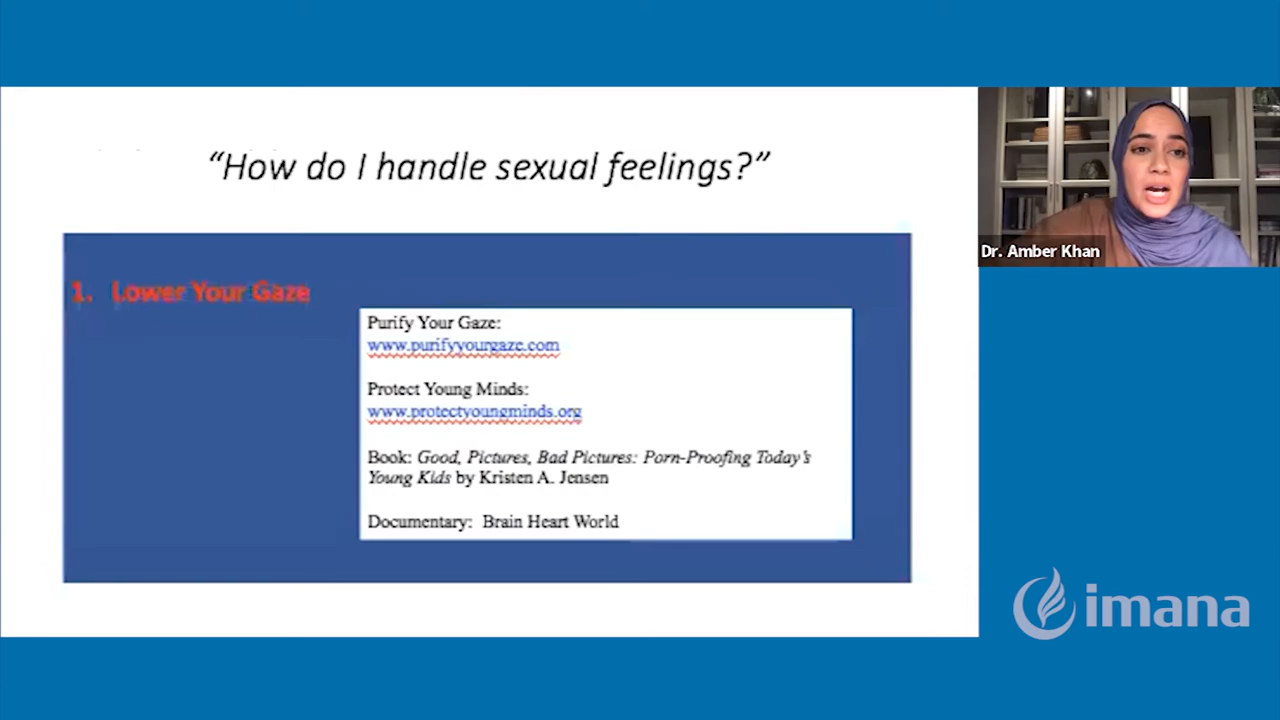 “How do I handle sexual feelings?”
1. Lower Your Gaze
Purify Your Gaze:
www.purifyyourgaze.com
Protect Young Minds:
www.protectyoungminds.org
Book: Good, Pictures, Bad Pictures: Porn-Proofing Today's
Young Kids by Kristen A. Jensen
Documentary: Brain Heart World
Dr. Amber Khan
imana